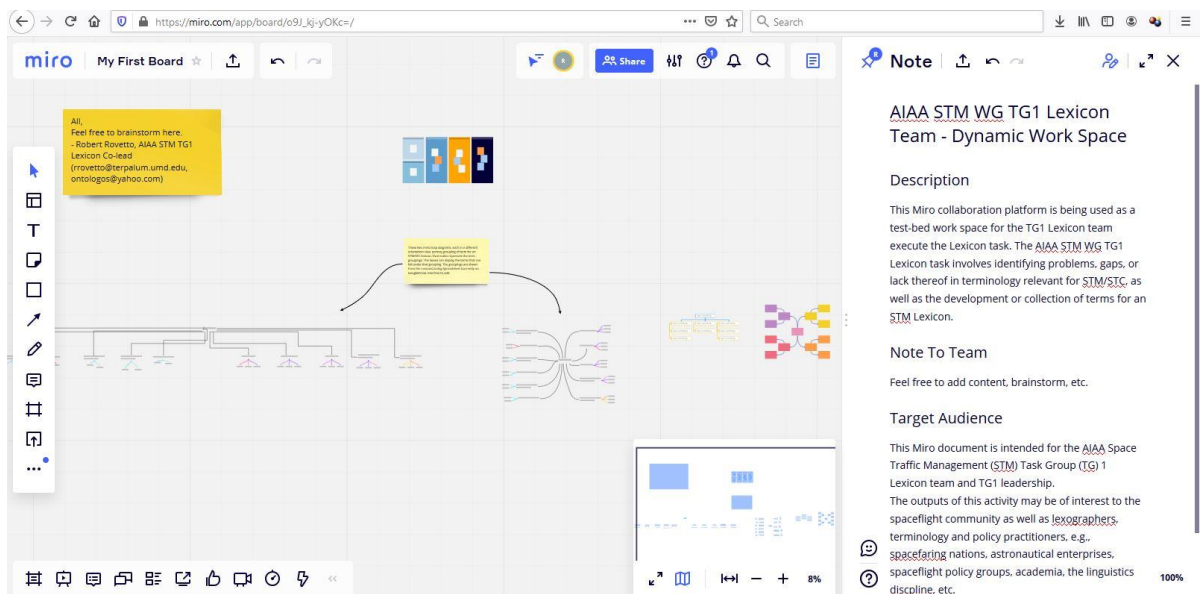 https://miro.com/app/board/o9J_kj-yOKc=/
Search
miro
My First Board
Share
1
R
All,
Feel free to brainstorm here.
- Robert Rovetto, AIAA STM TG1
Lexicon Co-lead
(rrovetto@terpalum.umd.edu,
ontologos@yahoo.com)
8%
R
Note
AIAA STM WG TG1 Lexicon
Team - Dynamic Work Space
Description
This Miro collaboration platform is being used as a
test-bed work space for the TG1 Lexicon team
execute the Lexicon task. The AIAA STM WG TG1
Lexicon task involves identifying problems, gaps, or
lack thereof in terminology relevant for STM/STC, as
well as the development or collection of terms for an
STM Lexicon.
Note To Team
Feel free to add content, brainstorm, etc.
Target Audience
This Miro document is intended for the AIAA Space
Traffic Management (STM) Task Group (TG) 1
Lexicon team and TG1 leadership.
The outputs of this activity may be of interest to the
spaceflight community as well as lexographers,
terminology and policy practitioners, e.g.,
spacefaring nations, astronautical enterprises,
spaceflight policy groups, academia, the linguistics
discpline, etc.
100%